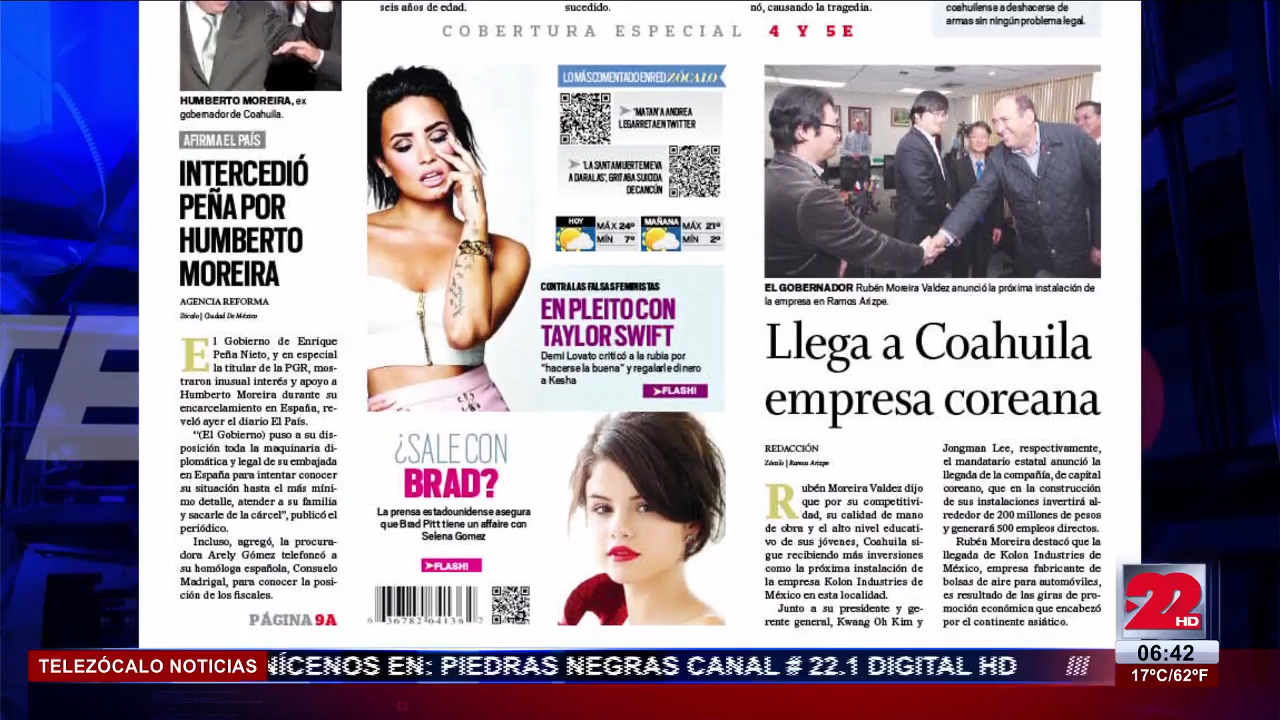 seis años de edad.
sucedido.
nó, causando la tragedia.
coahuilense a deshacerse de
armas sin ningún problema legal.
COBERTURA ESPECIAL 4 Y 5E
HUMBERTO MOREIRA, ex
gobernador de Coahuila.
AFIRMA EL PAÍS
INTERCEDIÓ
PEÑA POR
HUMBERTO
MOREIRA
AGENCIA REFORMA
Zócalo | Ciudad De México
El Gobierno de Enrique
Peña Nieto, y en especial
la titular de la PGR, mos-
traron inusual interés y apoyo a
Humberto Moreira durante su
encarcelamiento en España, re-
veló ayer el diario El País.
“(El Gobierno) puso a su dis-
posición toda la maquinaria di-
plomática y legal de su embajada
en España para intentar conocer
su situación hasta el más míni-
mo detalle, atender a su familia
y sacarle de la cárcel”, publicó el
periódico.
Incluso, agregó, la procura-
dora Arely Gómez telefoneó a
su homóloga española, Consuelo
Madrigal, para conocer la posi-
ción de los fiscales.
PÁGINA 9A
LO MÁS COMENTADO EN RED ZÓCALO
'MATAN' A ANDREA
LEGARRETA EN TWITTER
'LA SANTA MUERTE ME VA
A DAR ALAS', GRITABA SUICIDA
DE CANCÚN
HOY
MÁX 24º
MÍN 7º
MAÑANA
MÁX 21º
MÍN 2º
CONTRA LAS FALSAS FEMINISTAS
EN PLEITO CON
TAYLOR SWIFT
Demi Lovato criticó a la rubia por
“hacerse la buena” y regalarle dinero
a Kesha
FLASH!
¿SALE CON
BRAD?
La prensa estadounidense asegura
que Brad Pitt tiene un affaire con
Selena Gomez
FLASH!
6 36782 64136 2
EL GOBERNADOR Rubén Moreira Valdez anunció la próxima instalación de
la empresa en Ramos Arizpe.
Llega a Coahuila
empresa coreana
REDACCIÓN
Zócalo | Ramos Arizpe
Rubén Moreira Valdez dijo
que por su competitivi-
dad, su calidad de mano
de obra y el alto nivel educati-
vo de sus jóvenes, Coahuila si-
gue recibiendo más inversiones
como la próxima instalación de
la empresa Kolon Industries de
México en esta localidad.
Junto a su presidente y ge-
rente general, Kwang Oh Kim y
Jongman Lee, respectivamente,
el mandatario estatal anunció la
llegada de la compañía, de capital
coreano, que en la construcción
de sus instalaciones invertirá al-
rededor de 200 millones de pesos
y generará 500 empleos directos.
Rubén Moreira destacó que la
llegada de Kolon Industries de
México, empresa fabricante de
bolsas de aire para automóviles,
es resultado de las giras de pro-
moción económica que encabezó
por el continente asiático.
22
HD
TELEZÓCALO NOTICIAS
NÍCENOS EN: PIEDRAS NEGRAS CANAL # 22.1 DIGITAL HD
06:42
17ºC/62ºF